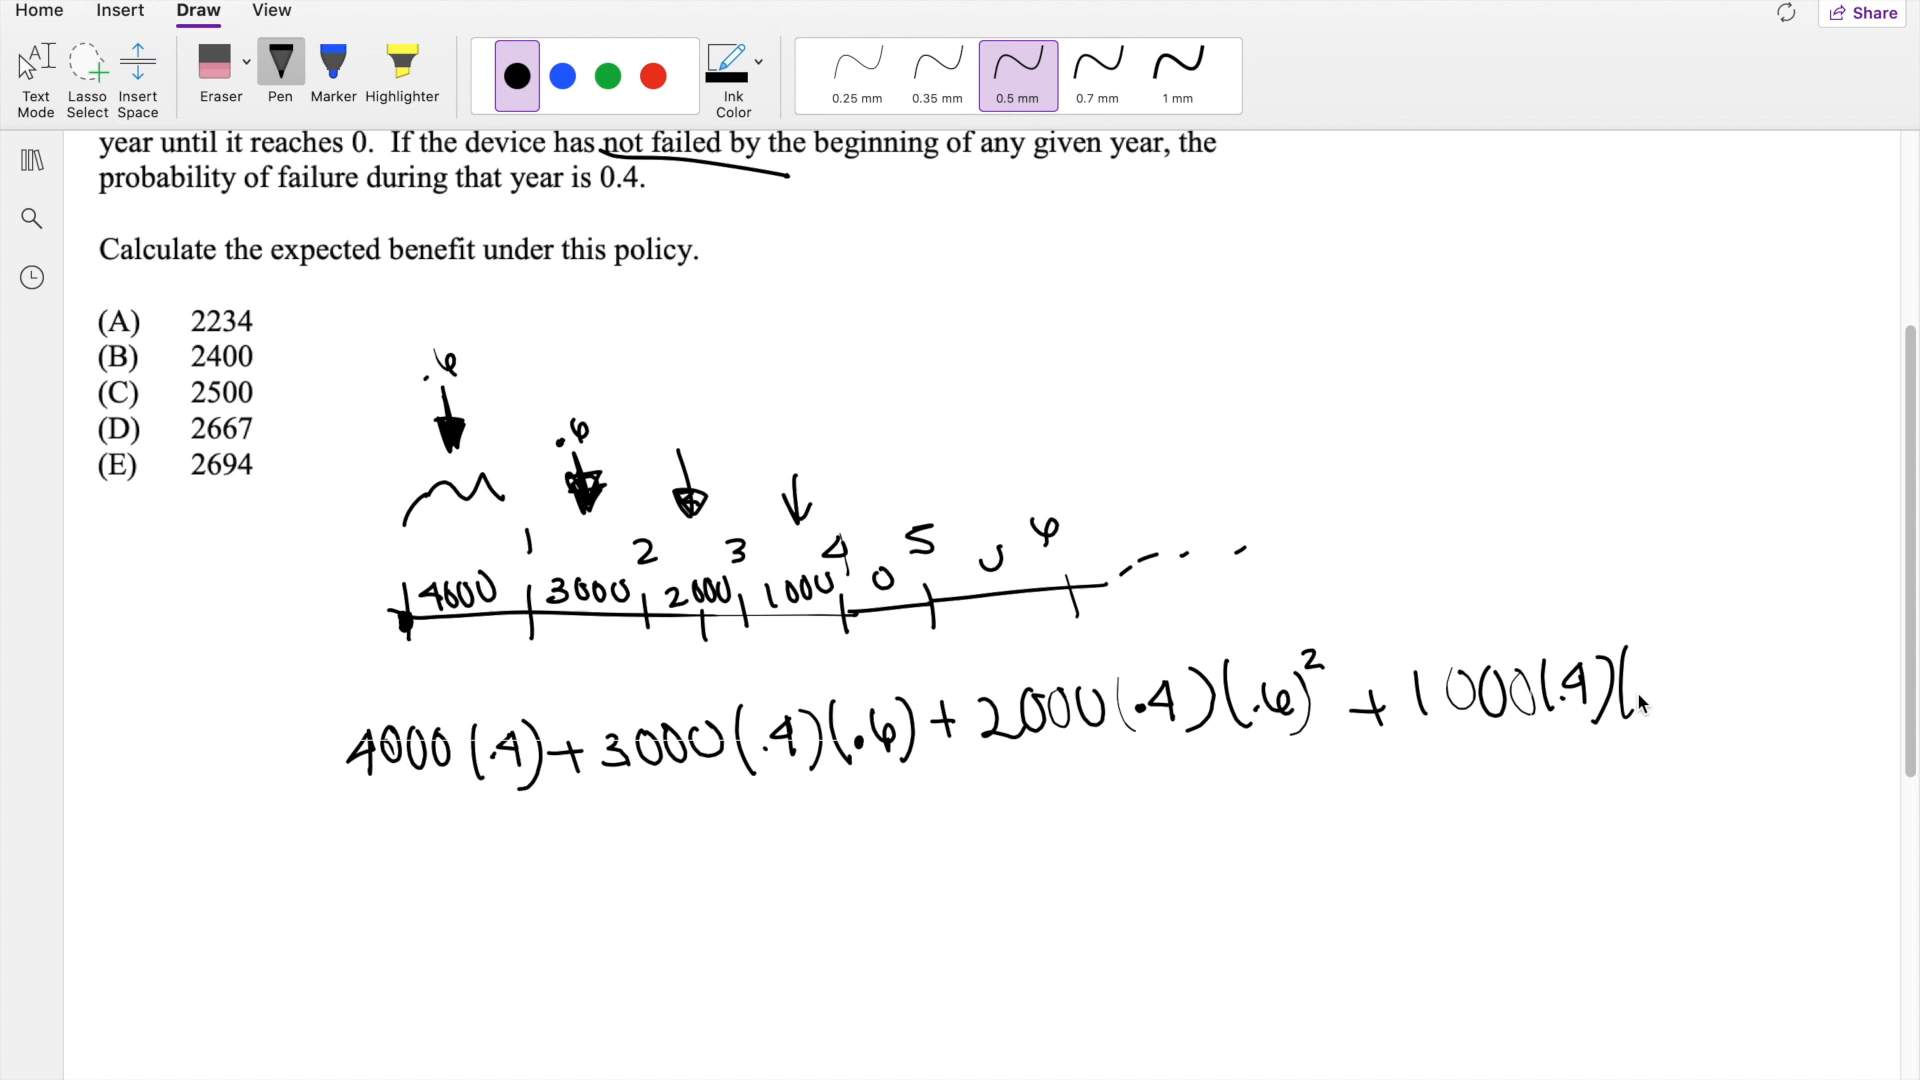 Home Insert Draw View Share
Text Mode Lasso Select Insert Space Eraser Pen Marker Highlighter Ink Color 0.25 mm 0.35 mm 0.5 mm 0.7 mm 1 mm
year until it reaches 0. If the device has not failed by the beginning of any given year, the
probability of failure during that year is 0.4.
Calculate the expected benefit under this policy.
(A) 2234
(B) 2400
(C) 2500
(D) 2667
(E) 2694
.6
.6
1 2 3 4 5 6
4000 3000 2000 1000 0 0
4000 (.4) + 3000 (.4)(.6) + 2000 (.4)(.6)² + 1000(.4)(